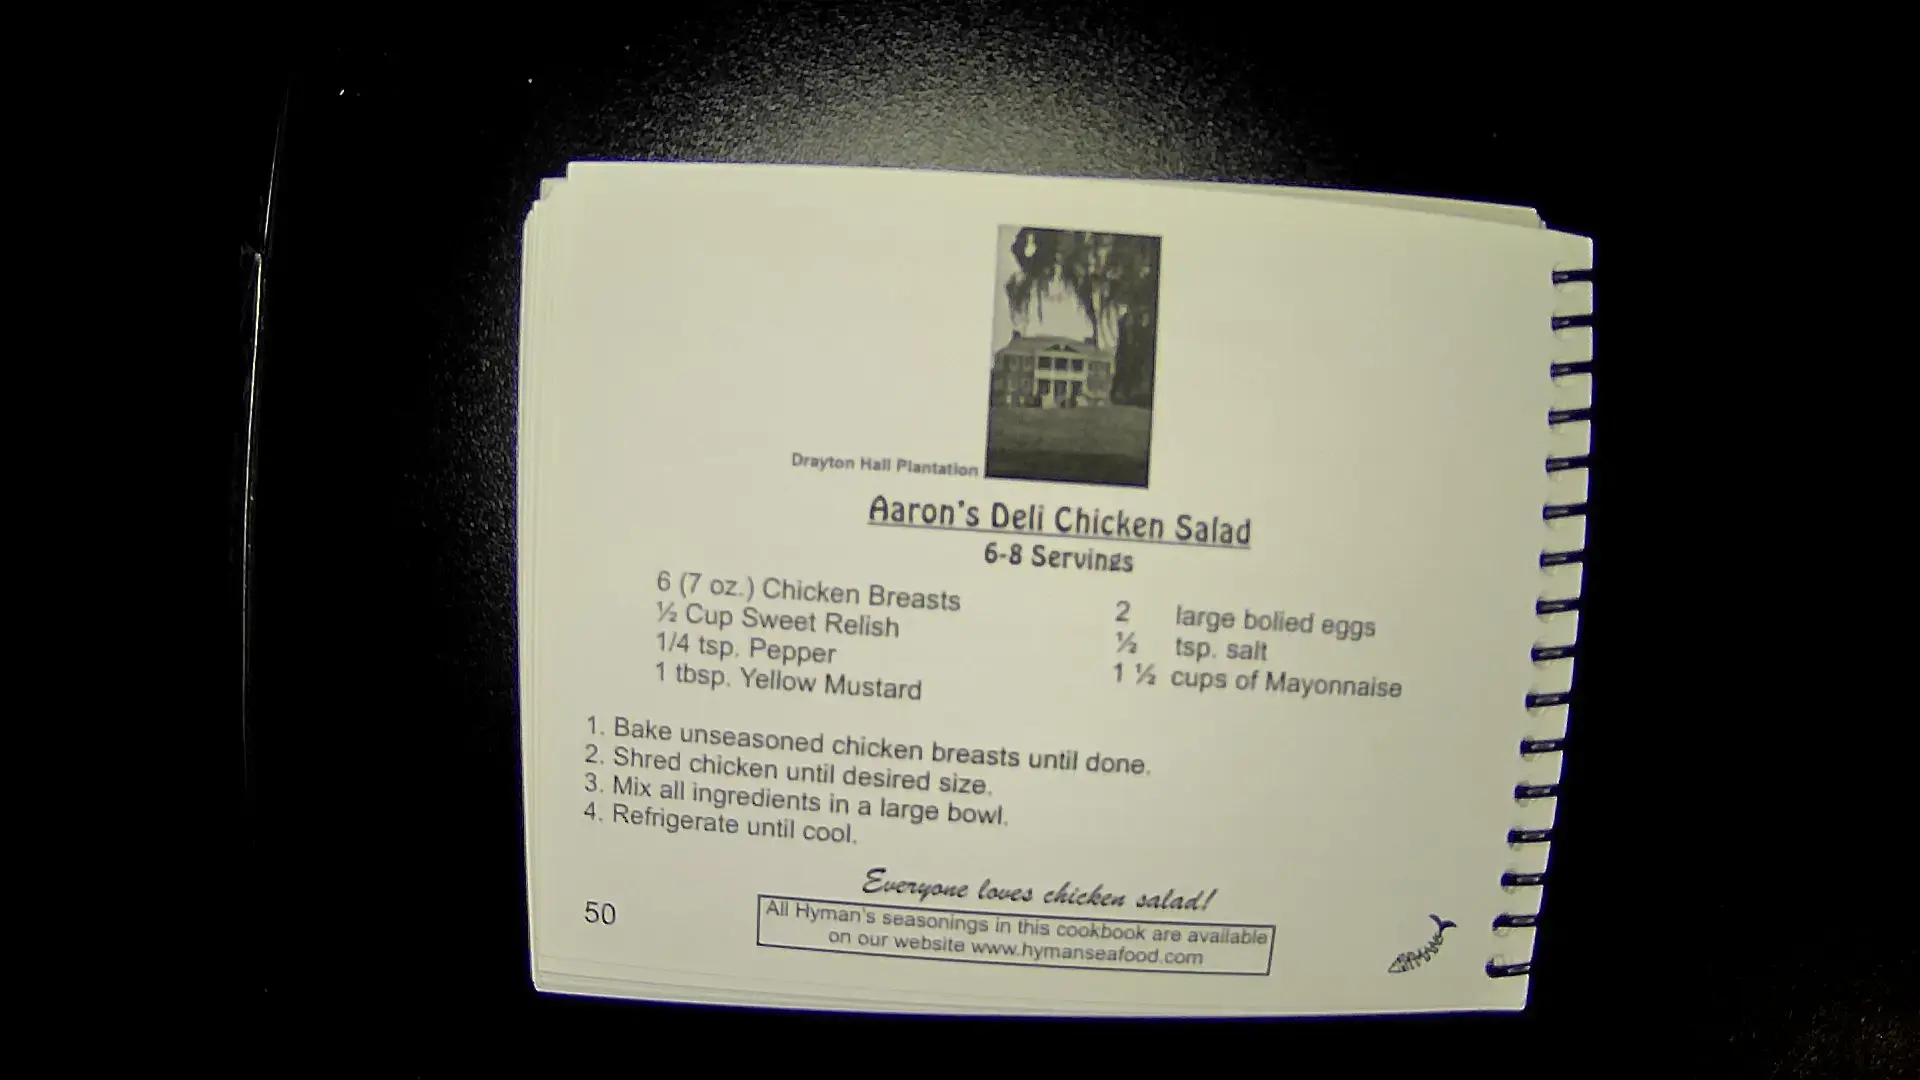 Drayton Hall Plantation
Aaron's Deli Chicken Salad
6-8 Servings
6 (7 oz.) Chicken Breasts
½ Cup Sweet Relish
1/4 tsp. Pepper
1 tbsp. Yellow Mustard
2 large bolied eggs
½ tsp. salt
1 ½ cups of Mayonnaise
1. Bake unseasoned chicken breasts until done.
2. Shred chicken until desired size.
3. Mix all ingredients in a large bowl.
4. Refrigerate until cool.
Everyone loves chicken salad!
All Hyman's seasonings in this cookbook are available
on our website www.hymanseafood.com
50